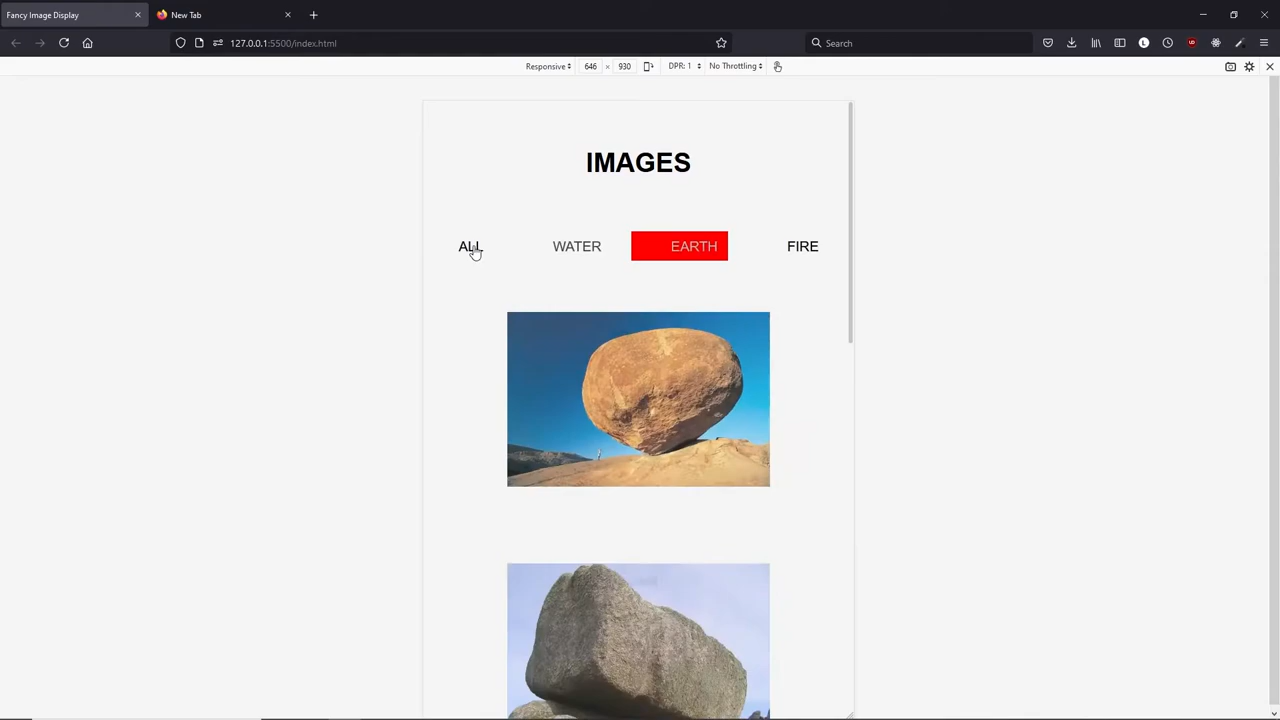 Fancy Image Display
New Tab
127.0.0.1:5500/index.html
Search
Responsive
646 × 930
DPR: 1
No Throttling
IMAGES
ALL
WATER
EARTH
FIRE